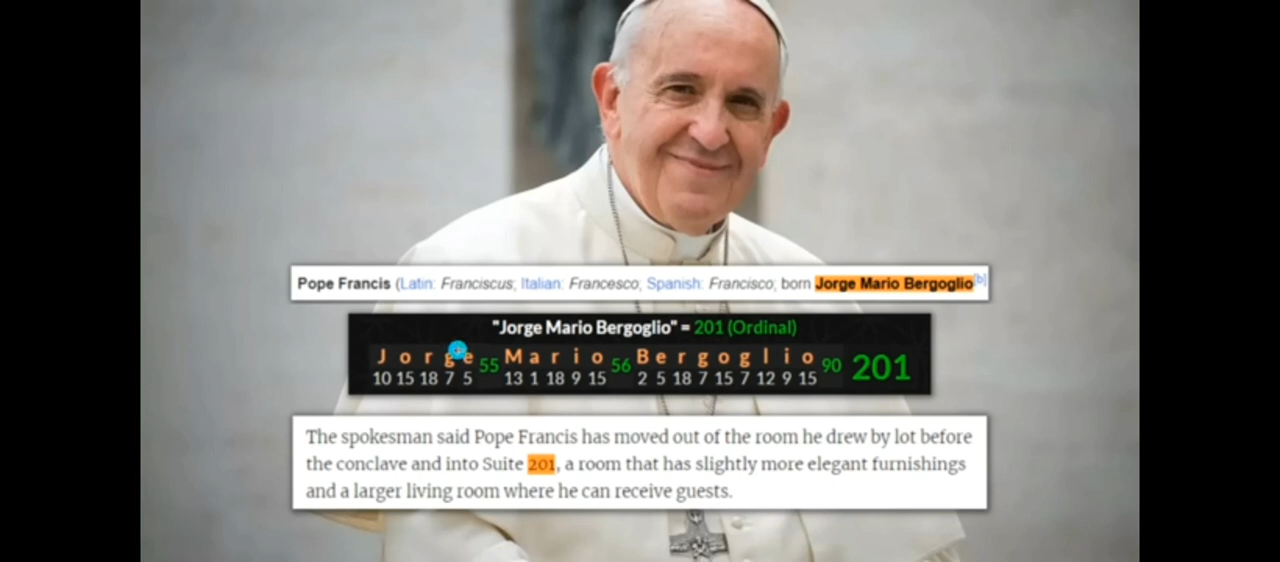 Pope Francis (Latin: Franciscus; Italian: Francesco; Spanish: Francisco; born Jorge Mario Bergoglio[b]
"Jorge Mario Bergoglio" = 201 (Ordinal)
J o r g e 55 M a r i o 56 B e r g o g l i o 90 201
10 15 18 7 5 13 1 18 9 15 2 5 18 7 15 7 12 9 15
The spokesman said Pope Francis has moved out of the room he drew by lot before
the conclave and into Suite 201, a room that has slightly more elegant furnishings
and a larger living room where he can receive guests.